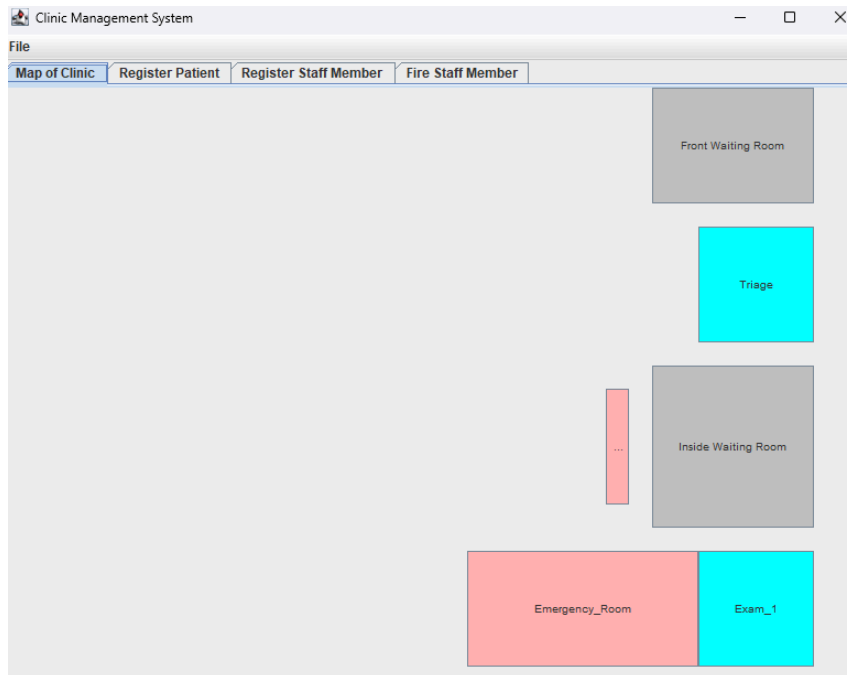 Clinic Management System
File
Map of Clinic Register Patient Register Staff Member Fire Staff Member
Front Waiting Room
Triage
...
Inside Waiting Room
Emergency_Room
Exam_1